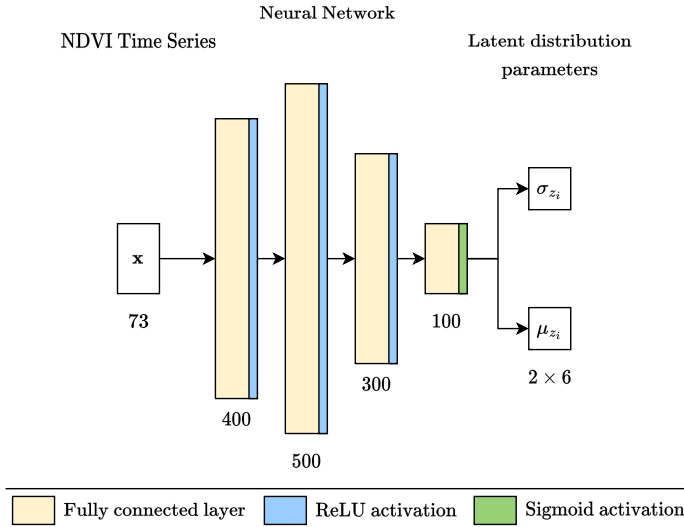 Neural Network
NDVI Time Series
Latent distribution
parameters
x
73
400
500
300
100
σ_{z_i}
μ_{z_i}
2 × 6
Fully connected layer
ReLU activation
Sigmoid activation